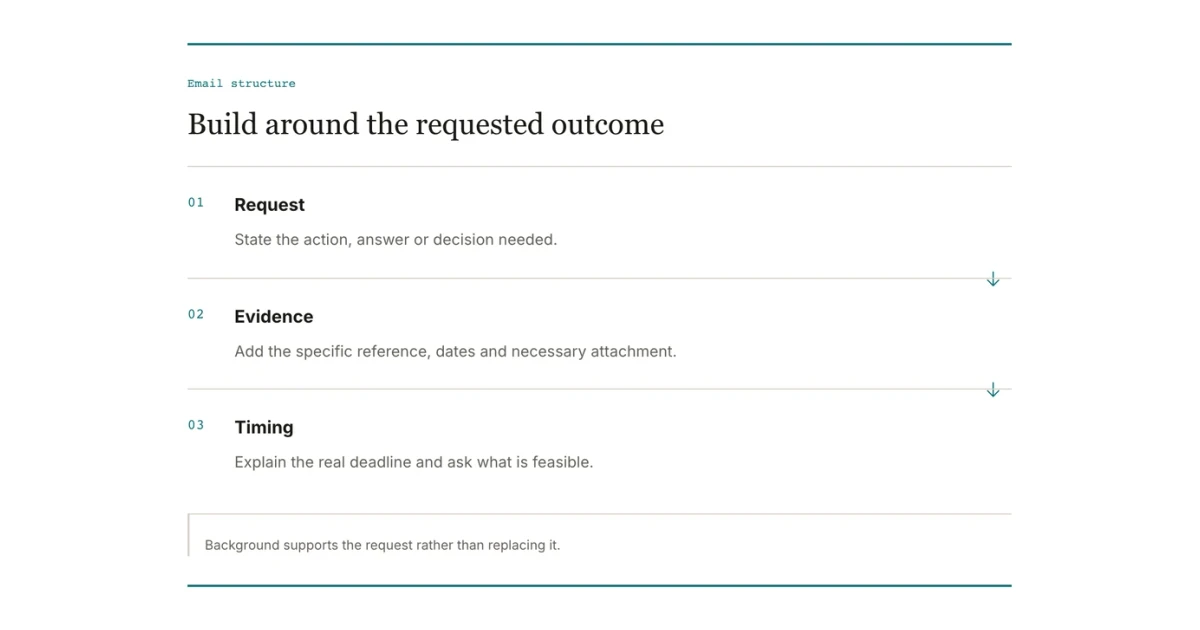 Email structure
Build around the requested outcome
01
Request
State the action, answer or decision needed.
02
Evidence
Add the specific reference, dates and necessary attachment.
03
Timing
Explain the real deadline and ask what is feasible.
Background supports the request rather than replacing it.